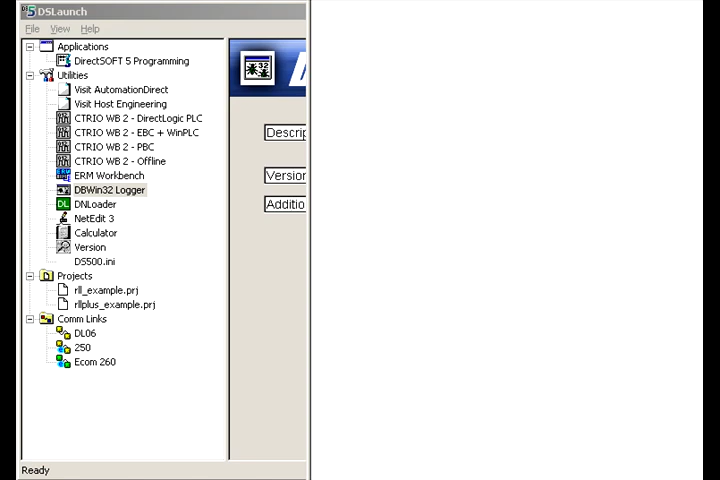 DSLaunch
File View Help
Applications
DirectSOFT 5 Programming
Utilities
Visit AutomationDirect
Visit Host Engineering
CTRIO WB 2 - DirectLogic PLC
CTRIO WB 2 - EBC + WinPLC
CTRIO WB 2 - PBC
CTRIO WB 2 - Offline
ERM Workbench
DBWin32 Logger
DNLoader
NetEdit 3
Calculator
Version
DS500.ini
Projects
rll_example.prj
rllplus_example.prj
Comm Links
DL06
250
Ecom 260
Descrip
Version
Additio
Ready